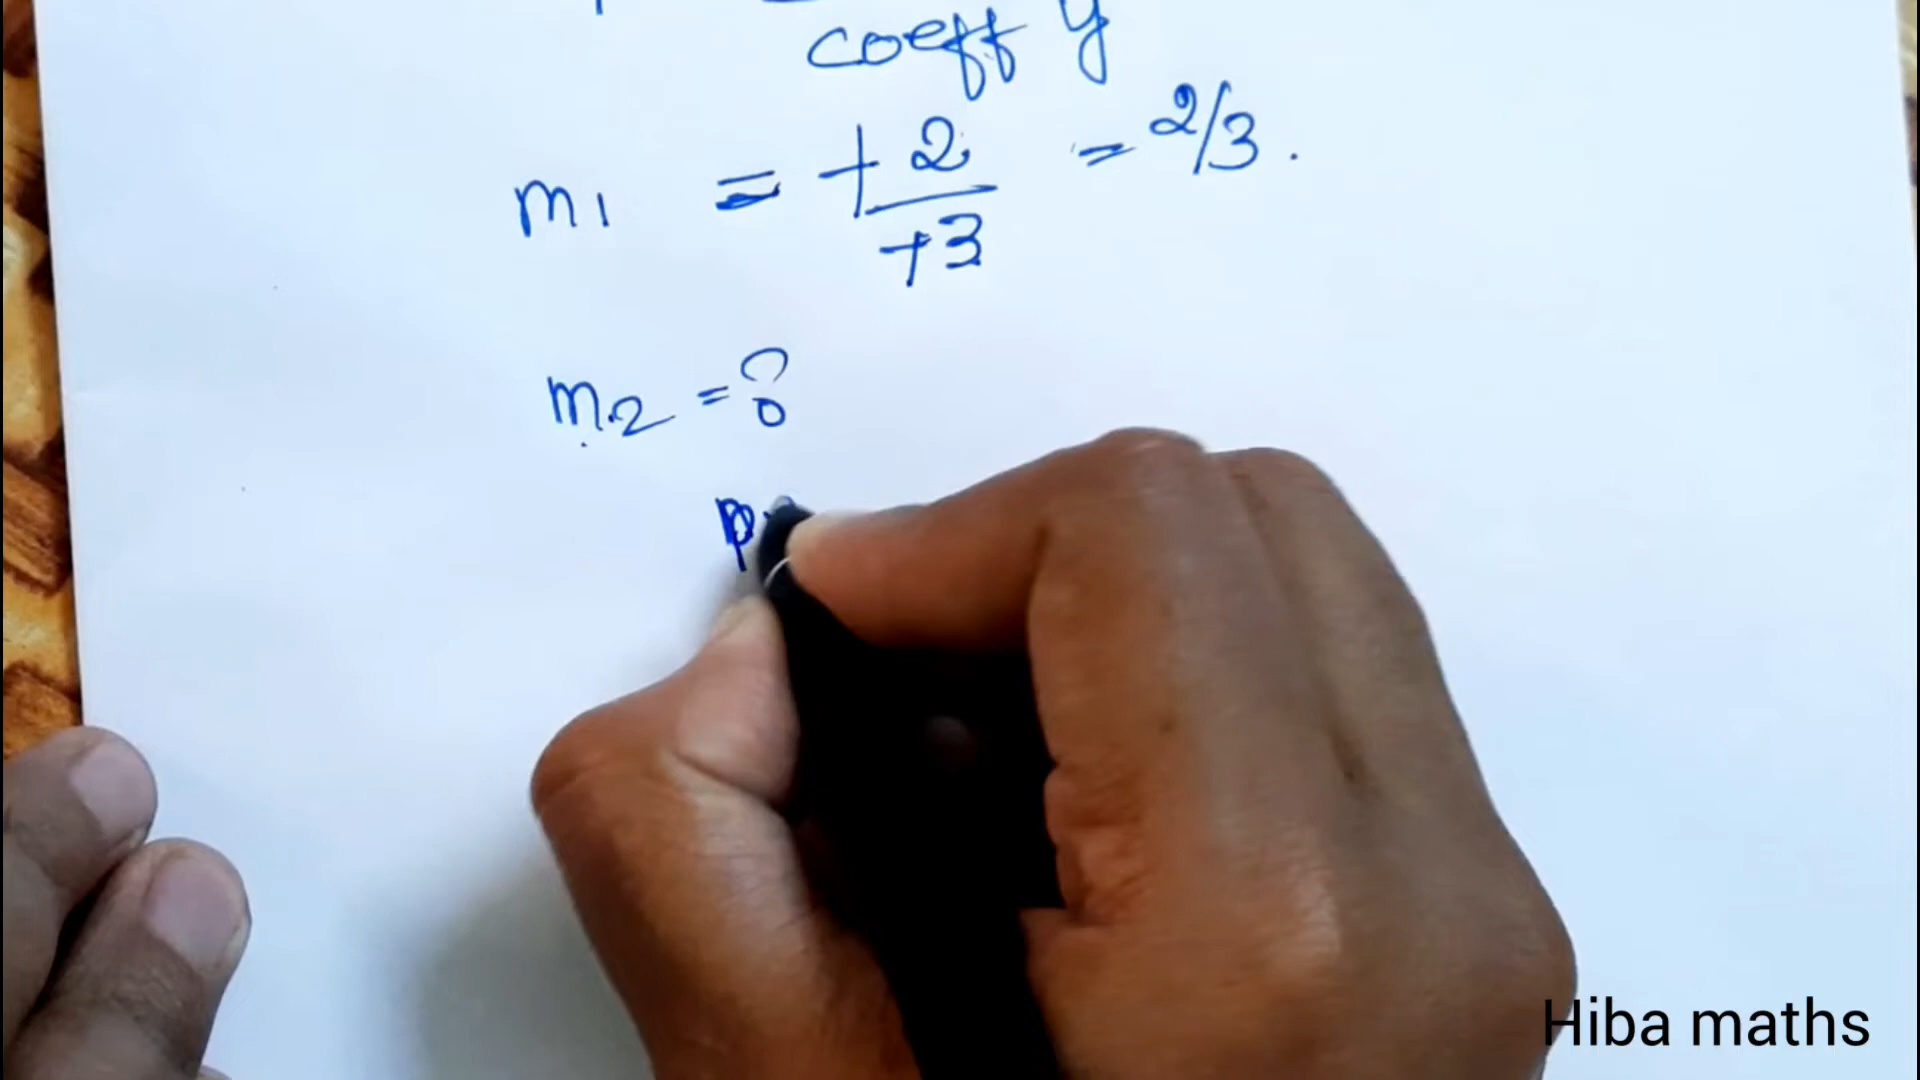 coeff y
m1 = +2/+3 = 2/3.
m2 = ?
p
Hiba maths